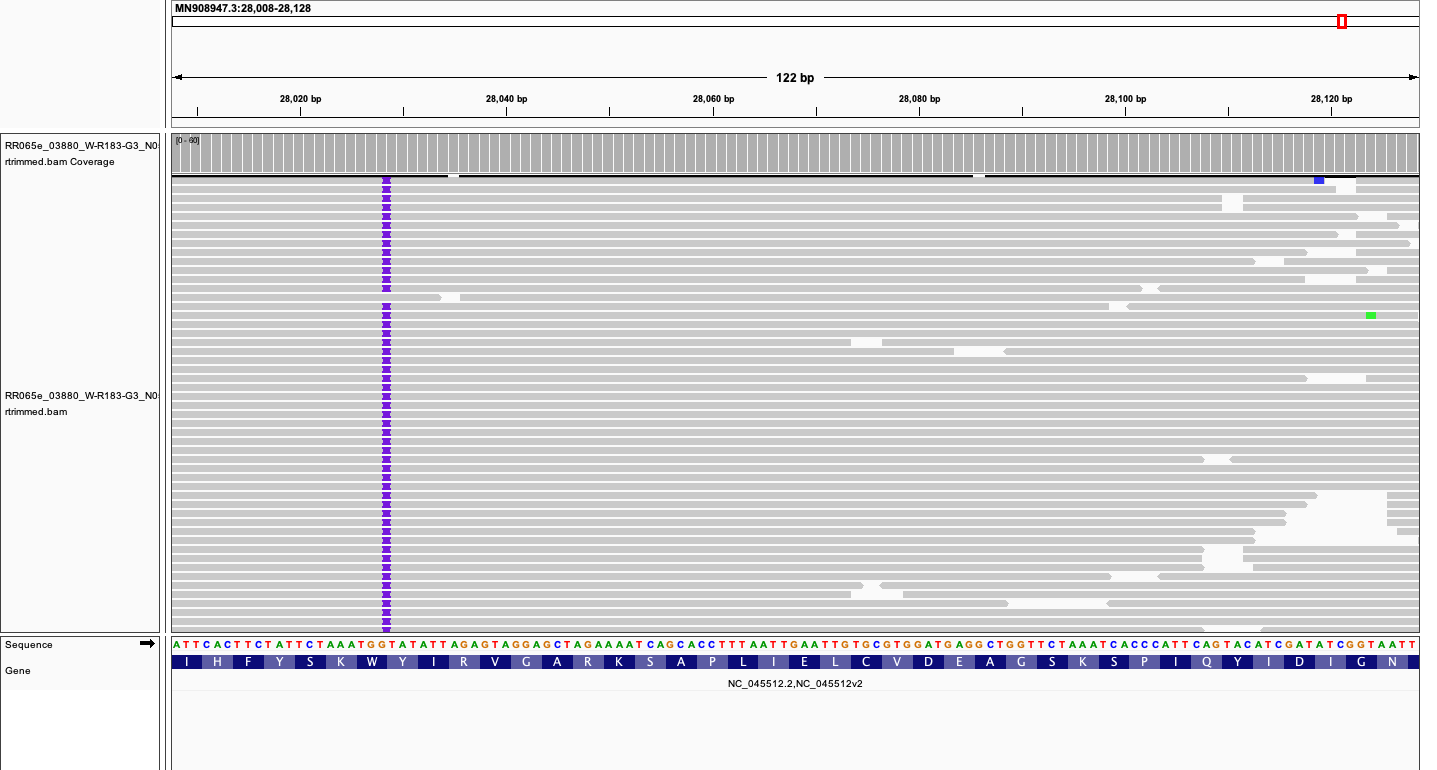 MN908947.3:28,008-28,128
122 bp
28,020 bp 28,040 bp 28,060 bp 28,080 bp 28,100 bp 28,120 bp
RR065e_03880_W-R183-G3_N0
rtrimmed.bam Coverage
[0 - 60]
RR065e_03880_W-R183-G3_N0
rtrimmed.bam
Sequence
A T T C A C T T C T A T T C T A A A T G G T A T A T T A G A G T A G G A G C T A G A A A A T C A G C A C C T T T A A T T G A A T T G T G C G T G G A T G A G G C T G G T T C T A A A T C A C C C A T T C A G T A C A T C G A T A T C G G T A A T T
Gene
I H F Y S K W Y I R V G A R K S A P L I E L C V D E A G S K S P I Q Y I D I G N
NC_045512.2,NC_045512v2